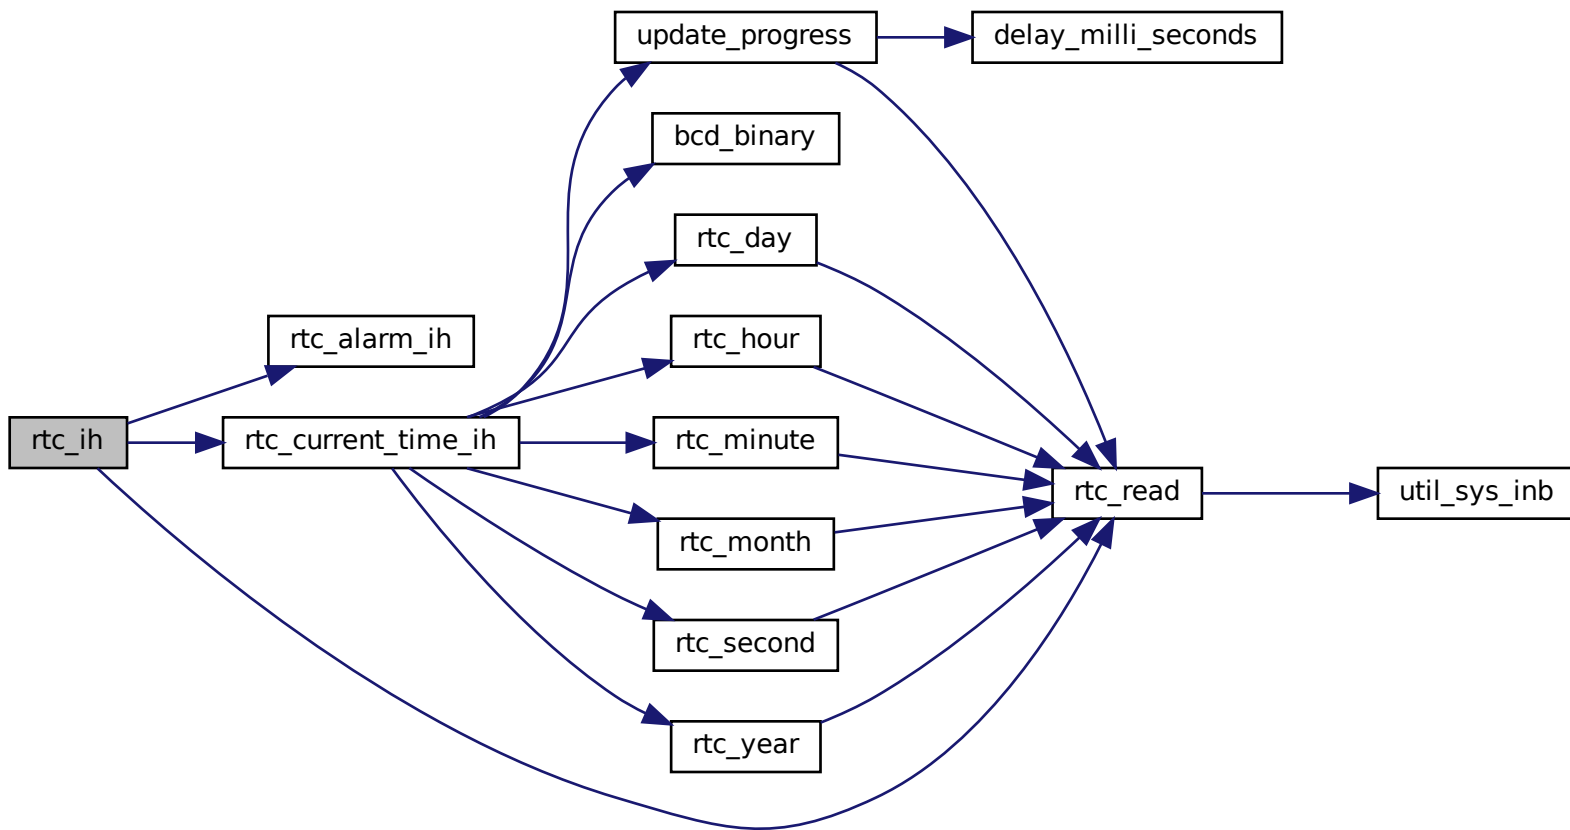 update_progress
delay_milli_seconds
bcd_binary
rtc_day
rtc_alarm_ih
rtc_hour
rtc_ih
rtc_current_time_ih
rtc_minute
rtc_read
util_sys_inb
rtc_month
rtc_second
rtc_year